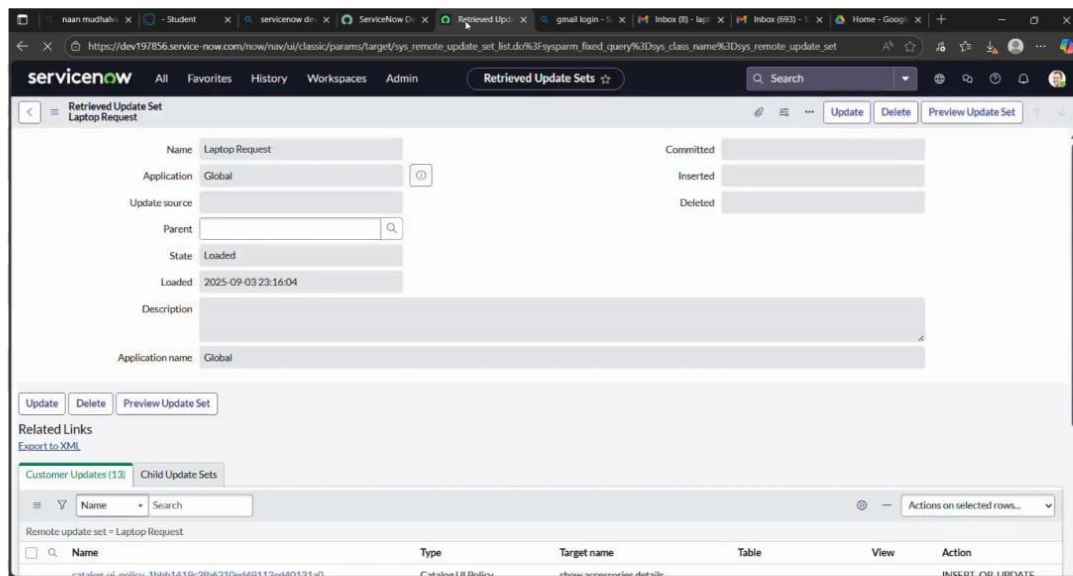 naan mudhalva
- Student
servicenow de
ServiceNow De
Retrieved Upda
gmail login - S
Inbox (8) - lapt
Inbox (693) - 1
Home - Google
https://dev197856.service-now.com/now/nav/ui/classic/params/target/sys_remote_update_set_list.do%3Fsysparm_fixed_query%3Dsys_class_name%3Dsys_remote_update_set
servicenow All Favorites History Workspaces Admin Retrieved Update Sets Search
Retrieved Update Set
Laptop Request
Update Delete Preview Update Set
Name Laptop Request Committed
Application Global Inserted
Update source Deleted
Parent
State Loaded
Loaded 2025-09-03 23:16:04
Description
Application name Global
Update Delete Preview Update Set
Related Links
Export to XML
Customer Updates (13) Child Update Sets
Name Search Actions on selected rows...
Remote update set = Laptop Request
Name Type Target name Table View Action
Catalog UI Policy show accessories details INSERT_OR_UPDATE